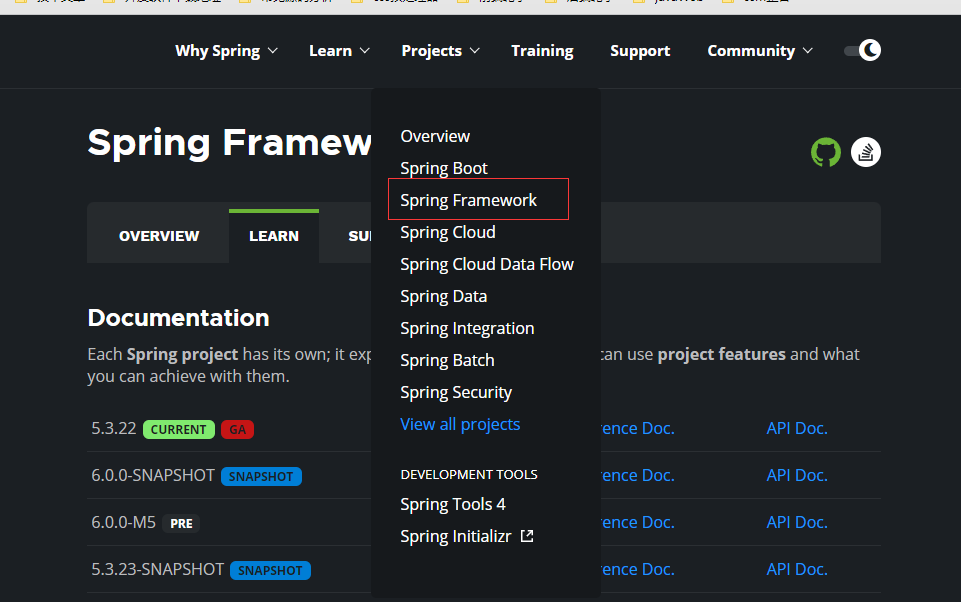 Why Spring Learn Projects Training Support Community
Spring Framew
OVERVIEW LEARN SU
Overview
Spring Boot
Spring Framework
Spring Cloud
Spring Cloud Data Flow
Spring Data
Spring Integration
Spring Batch
Spring Security
View all projects
DEVELOPMENT TOOLS
Spring Tools 4
Spring Initializr
Documentation
Each Spring project has its own; it exp can use project features and what
you can achieve with them.
5.3.22 CURRENT GA rence Doc. API Doc.
6.0.0-SNAPSHOT SNAPSHOT ence Doc. API Doc.
6.0.0-M5 PRE ence Doc. API Doc.
5.3.23-SNAPSHOT SNAPSHOT ence Doc. API Doc.